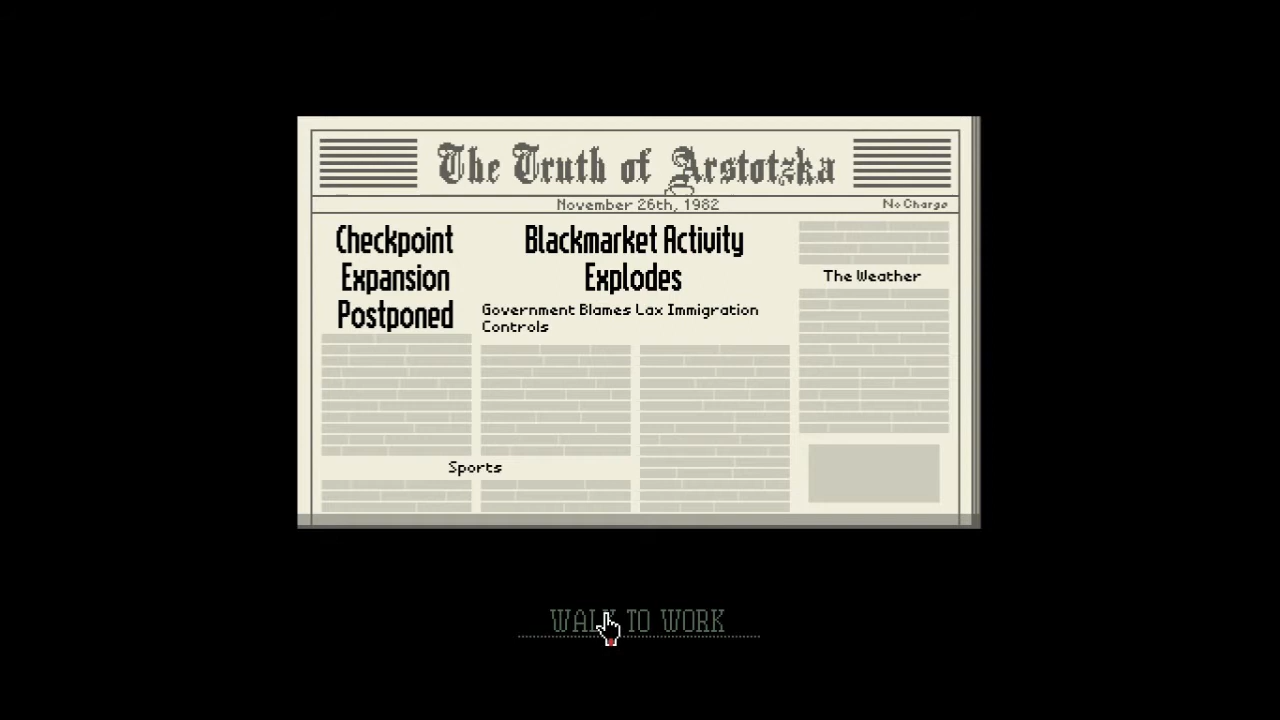 The Truth of Arstotzka
November 26th, 1982
No Charge
Checkpoint
Expansion
Postponed
Blackmarket Activity
Explodes
Government Blames Lax Immigration
Controls
The Weather
Sports
WALK TO WORK